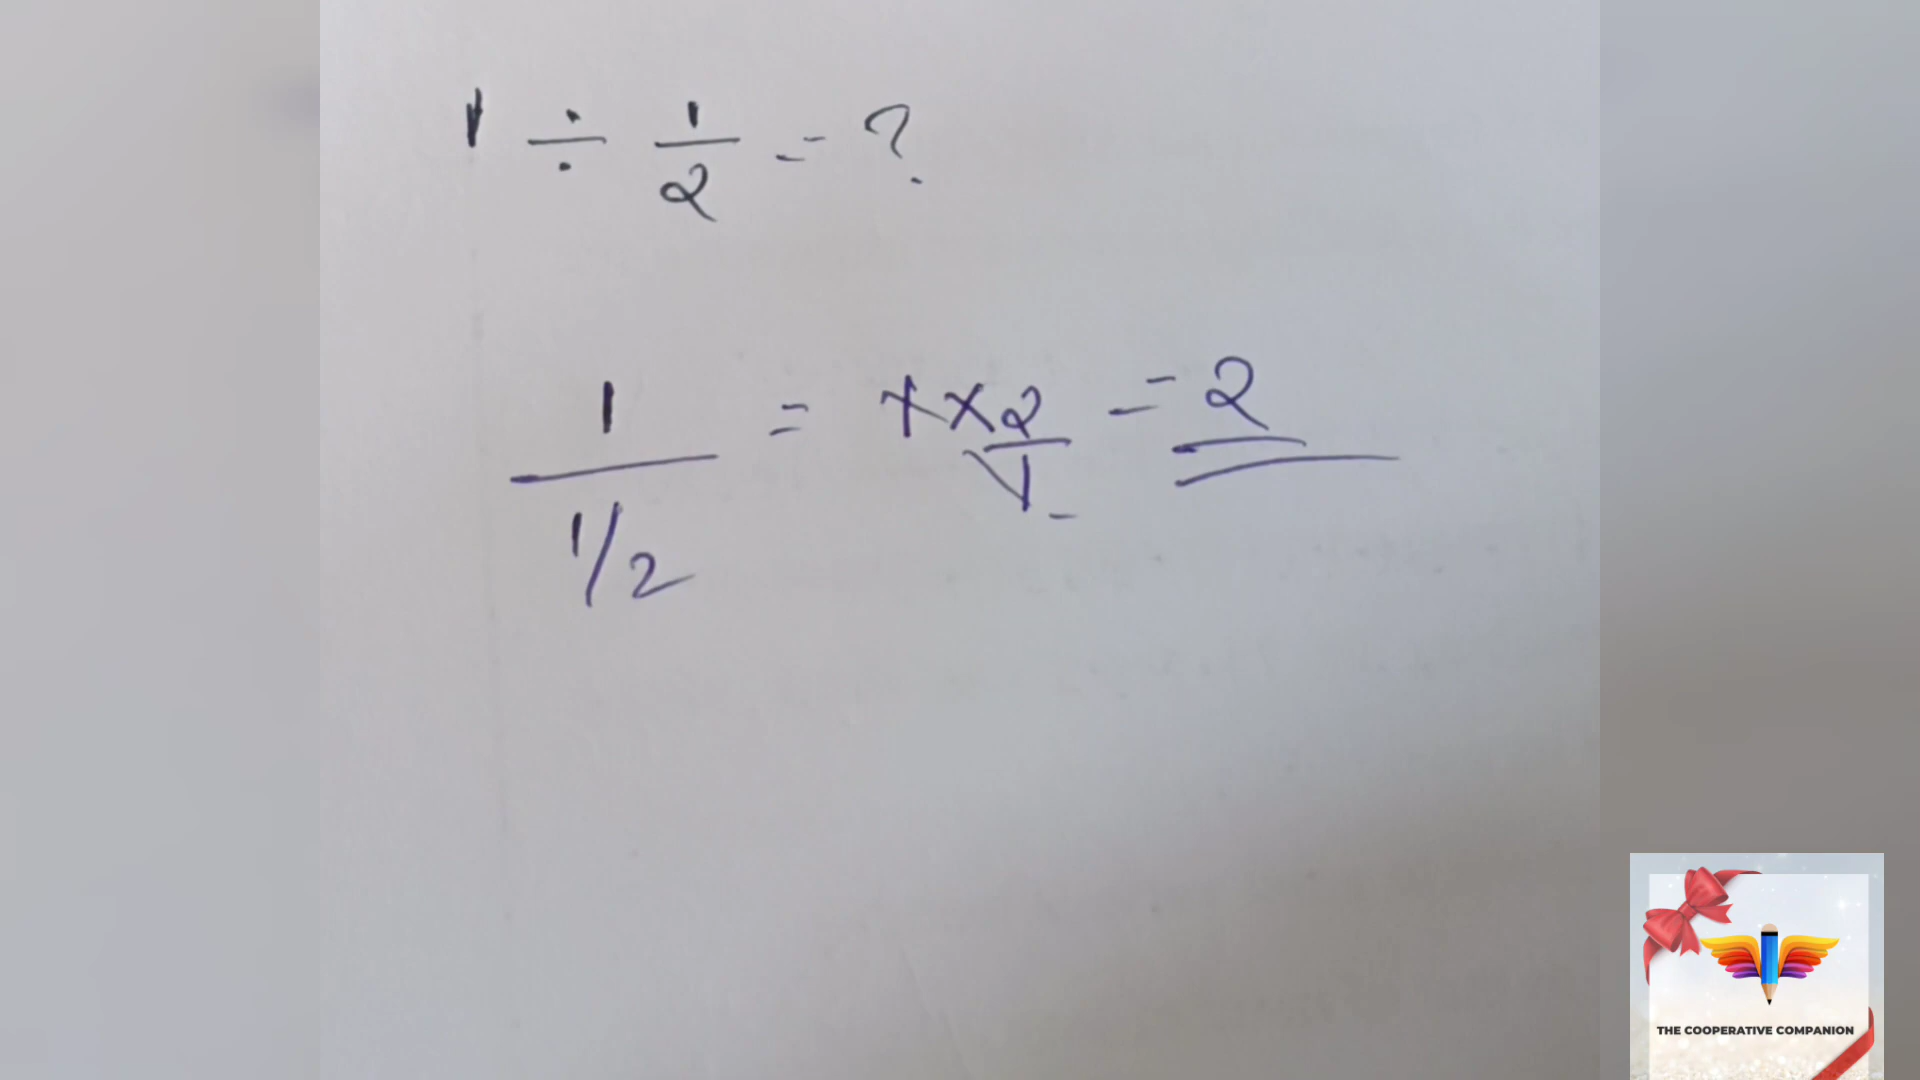 1 ÷ 1/2 = ?
1 / 1/2 = 1 × 2/1 = 2
THE COOPERATIVE COMPANION